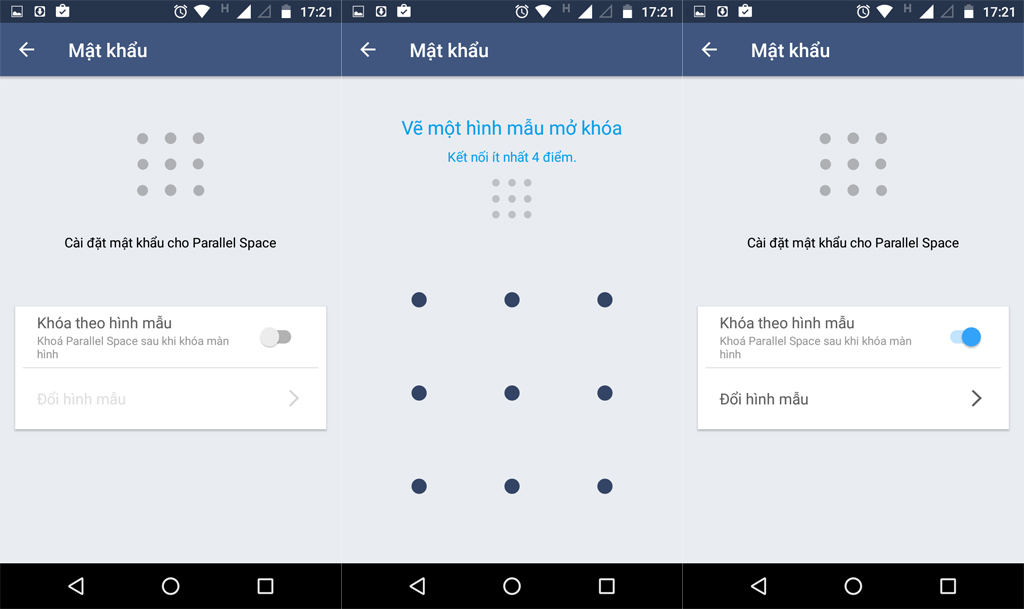 H 17:21
Mật khẩu
Cài đặt mật khẩu cho Parallel Space
Khóa theo hình mẫu
Khoá Parallel Space sau khi khóa màn
hình
Đổi hình mẫu
H 17:21
Mật khẩu
Vẽ một hình mẫu mở khóa
Kết nối ít nhất 4 điểm.
H 17:21
Mật khẩu
Cài đặt mật khẩu cho Parallel Space
Khóa theo hình mẫu
Khoá Parallel Space sau khi khóa màn
hình
Đổi hình mẫu